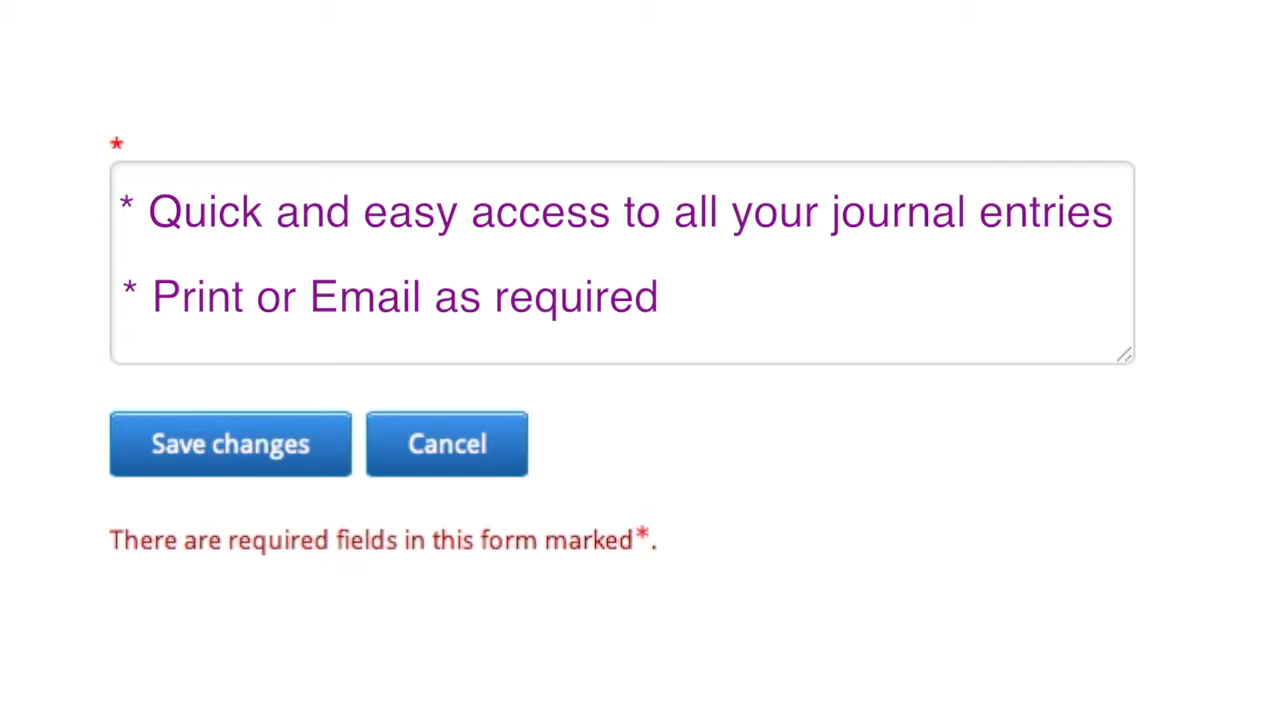 *
* Quick and easy access to all your journal entries
* Print or Email as required
Save changes Cancel
There are required fields in this form marked*.